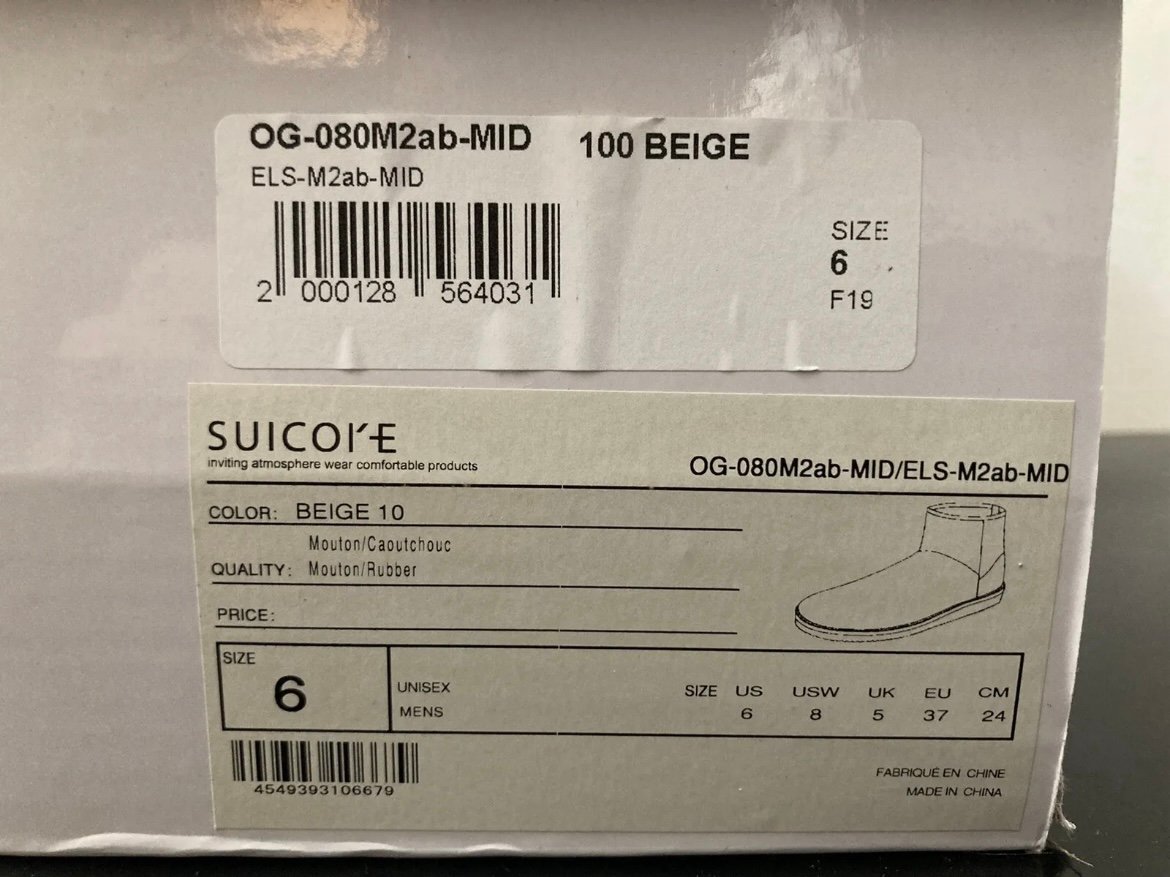 OG-080M2ab-MID 100 BEIGE
ELS-M2ab-MID
SIZE
6
F19
2 000128 564031
SUICOKE
inviting atmosphere wear comfortable products
OG-080M2ab-MID/ELS-M2ab-MID
COLOR: BEIGE 10
Mouton/Caoutchouc
QUALITY: Mouton/Rubber
PRICE:
SIZE
6
UNISEX
MENS
SIZE US USW UK EU CM
6 8 5 37 24
4549393106679
FABRIQUÉ EN CHINE
MADE IN CHINA